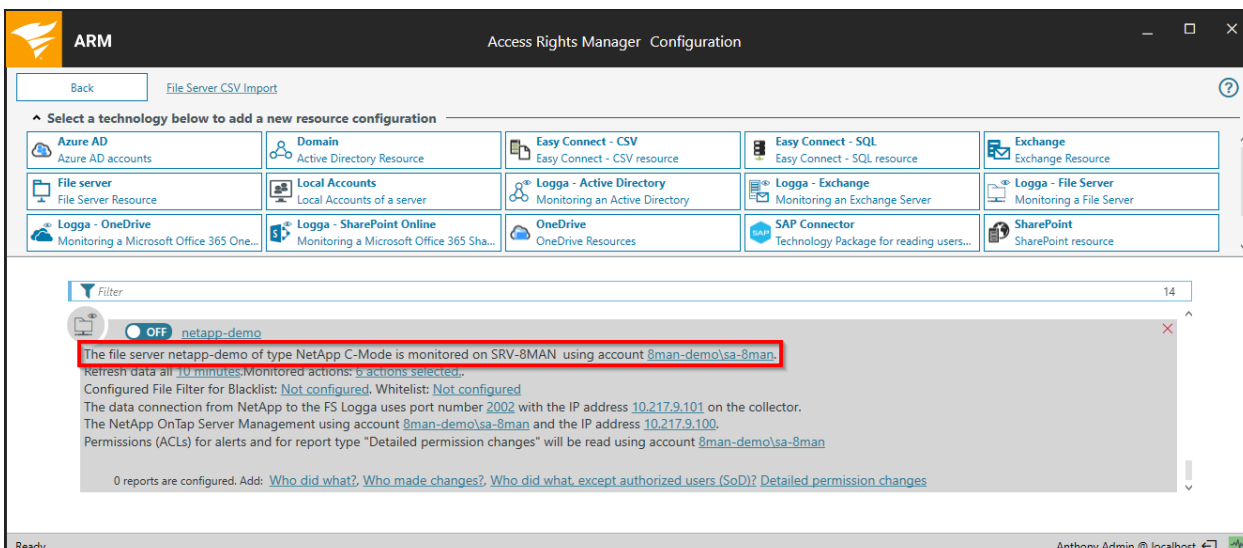 ARM
Access Rights Manager Configuration
Back
File Server CSV Import
Select a technology below to add a new resource configuration
Azure AD
Azure AD accounts
Domain
Active Directory Resource
Easy Connect - CSV
Easy Connect - CSV resource
Easy Connect - SQL
Easy Connect - SQL resource
Exchange
Exchange Resource
File server
File Server Resource
Local Accounts
Local Accounts of a server
Logga - Active Directory
Monitoring an Active Directory
Logga - Exchange
Monitoring an Exchange Server
Logga - File Server
Monitoring a File Server
Logga - OneDrive
Monitoring a Microsoft Office 365 One...
Logga - SharePoint Online
Monitoring a Microsoft Office 365 Sha...
OneDrive
OneDrive Resources
SAP
SAP Connector
Technology Package for reading users...
SharePoint
SharePoint resource
Filter
14
OFF
netapp-demo
The file server netapp-demo of type NetApp C-Mode is monitored on SRV-8MAN using account 8man-demo\sa-8man.
Refresh data all 10 minutes.Monitored actions: 6 actions selected..
Configured File Filter for Blacklist: Not configured. Whitelist: Not configured
The data connection from NetApp to the FS Logga uses port number 2002 with the IP address 10.217.9.101 on the collector.
The NetApp OnTap Server Management using account 8man-demo\sa-8man and the IP address 10.217.9.100.
Permissions (ACLs) for alerts and for report type "Detailed permission changes" will be read using account 8man-demo\sa-8man
0 reports are configured. Add: Who did what?, Who made changes?, Who did what, except authorized users (SoD)? Detailed permission changes
Ready
Anthony Admin @ localhost